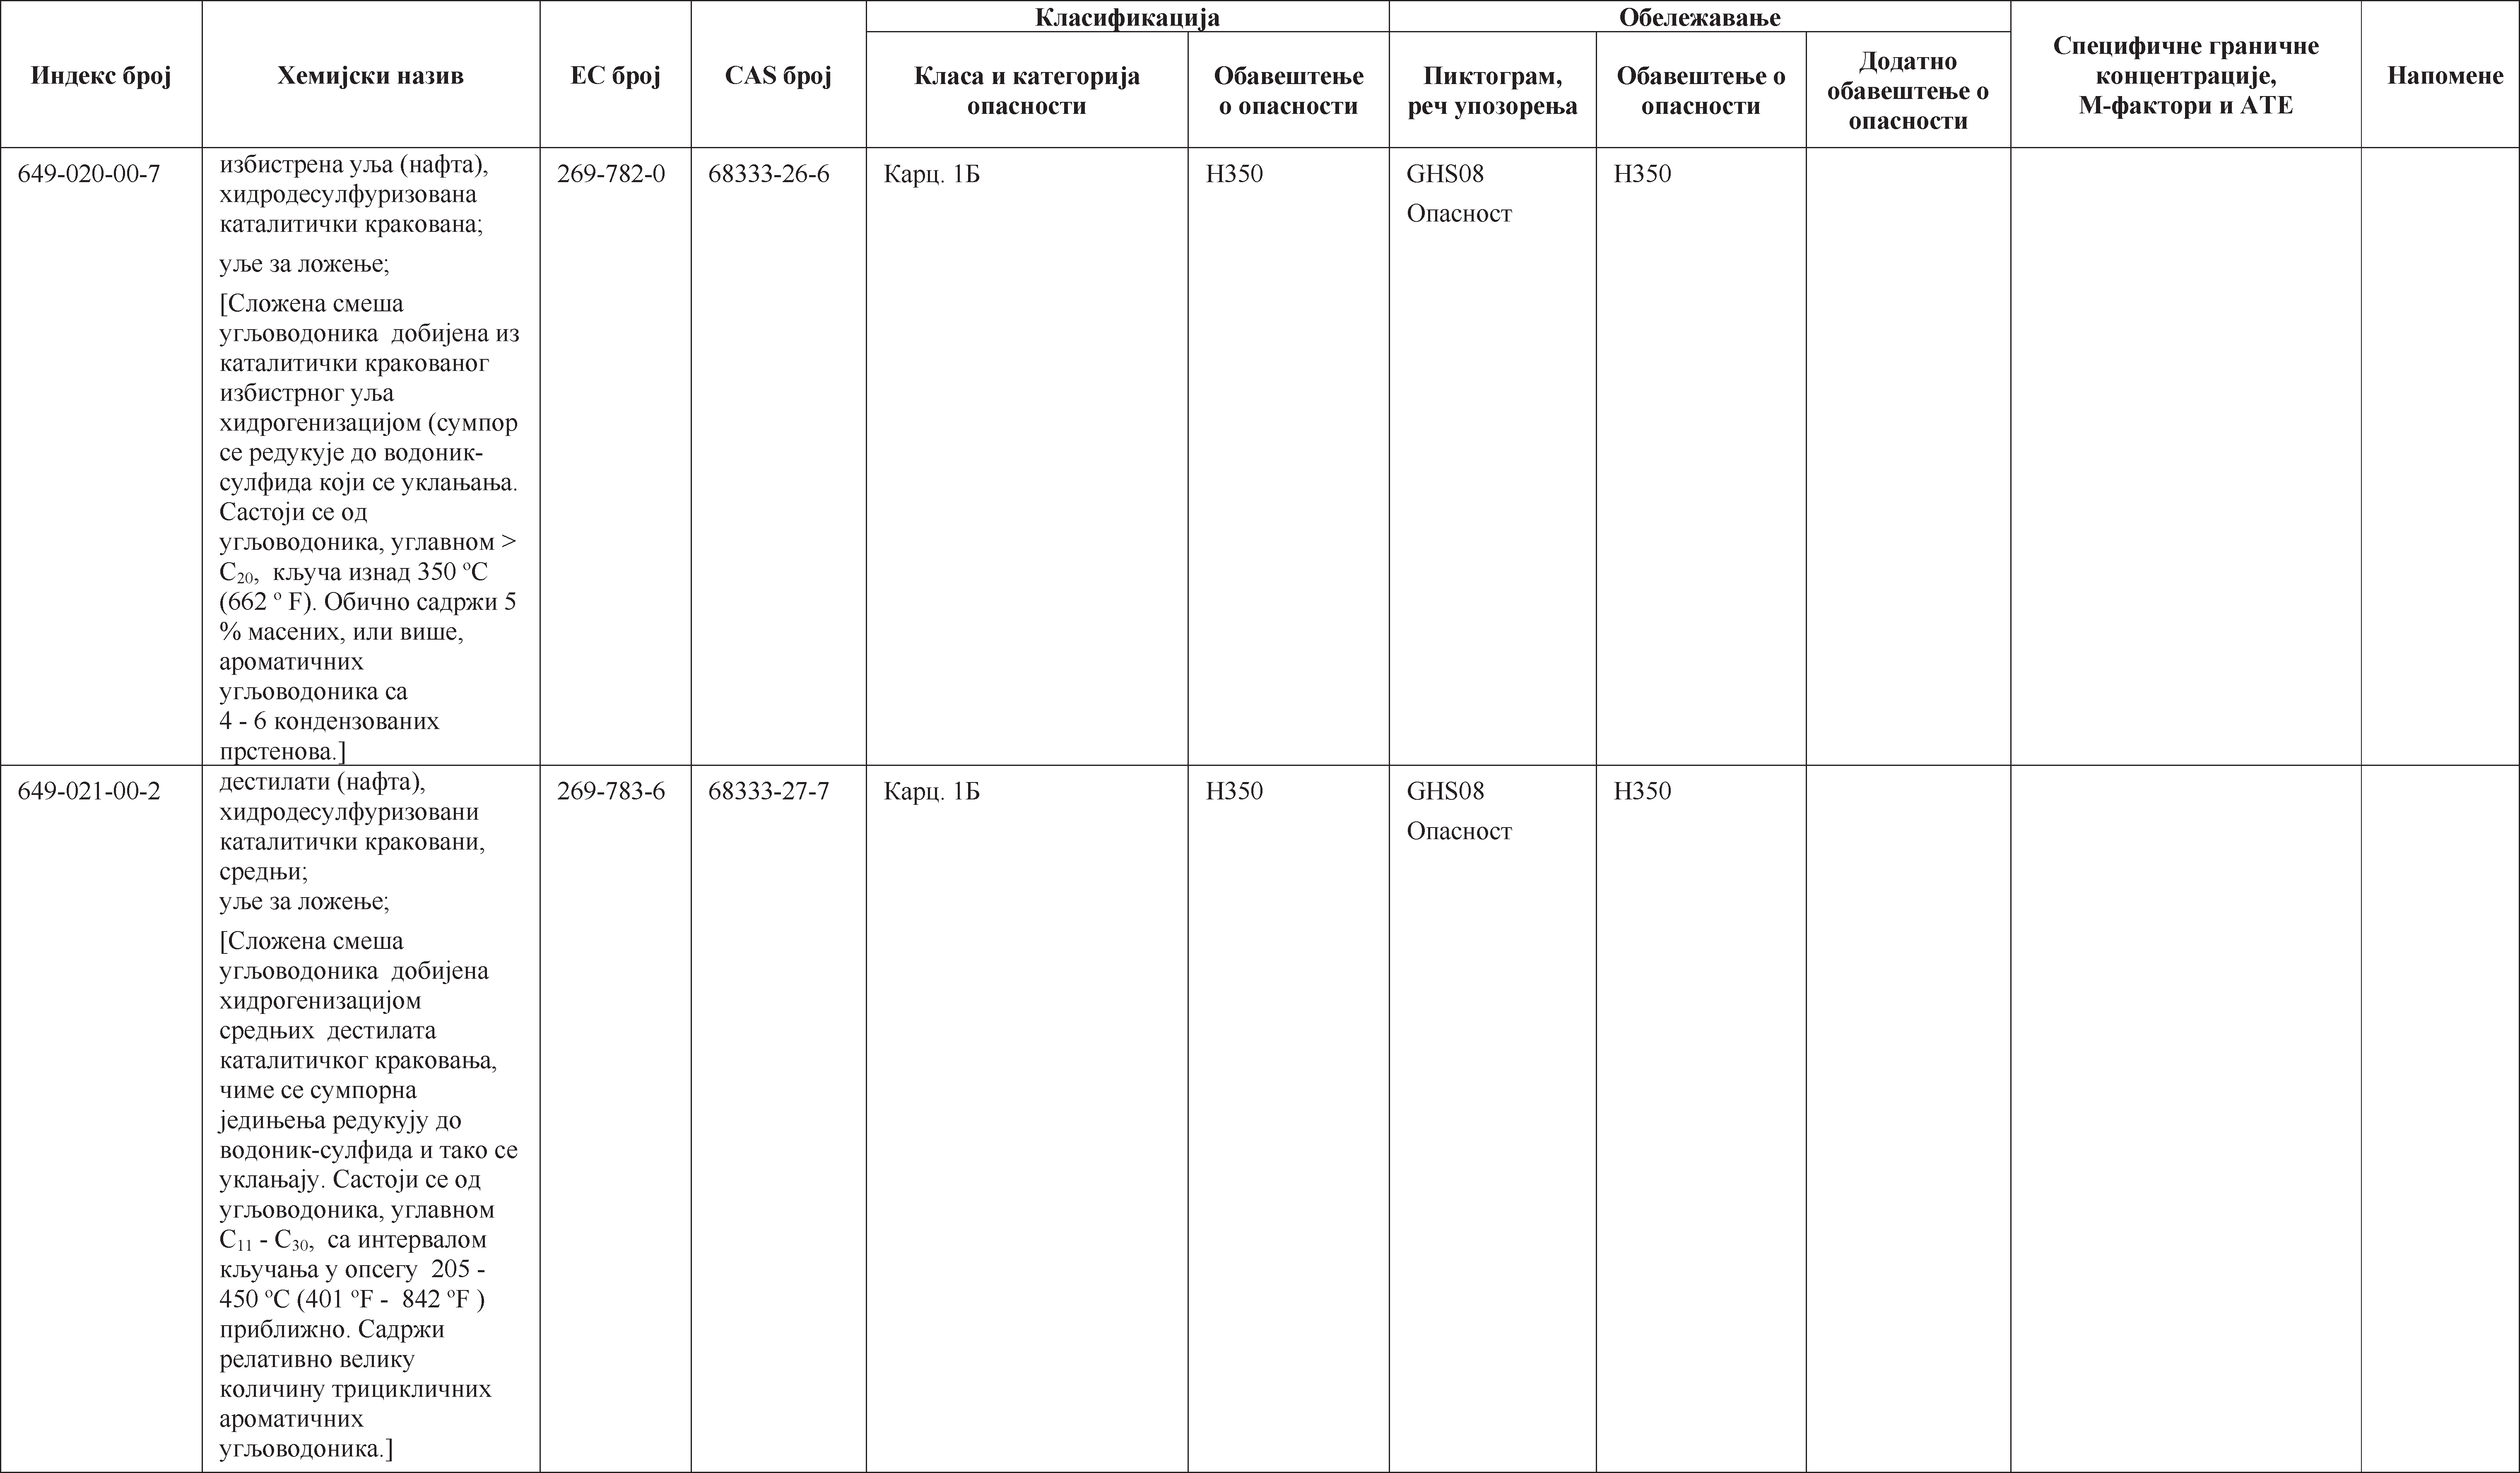 Индекс број
Хемијски назив
ЕС број
CAS број
Класификација
Обележавање
Класа и категорија
опасности
Обавештење
о опасности
Пиктограм,
реч упозорења
Обавештење о
опасности
Додатно
обавештење о
опасности
Специфичне граничне
концентрације,
М-фактори и АТЕ
Напомене
649-020-00-7
избистрена уља (нафта),
хидродесулфуризована
каталитички кракована;
уље за ложење;
[Сложена смеша
угљоводоника  добијена из
каталитички кракованог
избистрног уља
хидрогенизацијом (сумпор
се редукује до водоник-
сулфида који се уклањања.
Састоји се од
угљоводоника, углавном >
C₂₀,  кључа изнад 350 ºC
(662 º F). Обично садржи 5
% масених, или више,
ароматичних
угљоводоника са
4 - 6 кондензованих
прстенова.]
269-782-0
68333-26-6
Карц. 1Б
H350
GHS08
Опасност
H350
649-021-00-2
дестилати (нафта),
хидродесулфуризовани
каталитички краковани,
средњи;
уље за ложење;
[Сложена смеша
угљоводоника  добијена
хидрогенизацијом
средњих  дестилата
каталитичког краковања,
чиме се сумпорна
једињења редукују до
водоник-сулфида и тако се
уклањају. Састоји се од
угљоводоника, углавном
C₁₁ - C₃₀,  са интервалом
кључања у опсегу  205 -
450 ºC (401 ºF -  842 ºF )
приближно. Садржи
релативно велику
количину трицикличних
ароматичних
угљоводоника.]
269-783-6
68333-27-7
Карц. 1Б
H350
GHS08
Опасност
H350